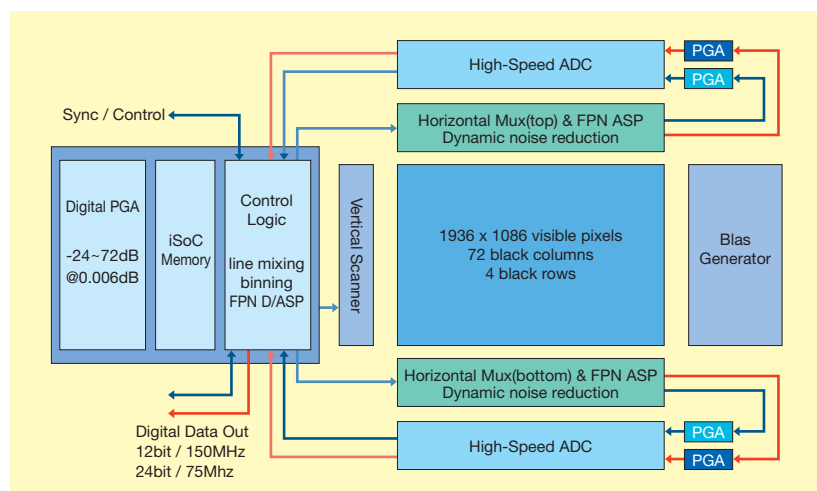 High-Speed ADC
PGA
PGA
Sync / Control
Horizontal Mux(top) & FPN ASP
Dynamic noise reduction
Digital PGA
-24~72dB
@0.006dB
iSoC
Memory
Control
Logic
line mixing
binning
FPN D/ASP
Vertical Scanner
1936 x 1086 visible pixels
72 black columns
4 black rows
Blas
Generator
Horizontal Mux(bottom) & FPN ASP
Dynamic noise reduction
Digital Data Out
12bit / 150MHz
24bit / 75Mhz
High-Speed ADC
PGA
PGA